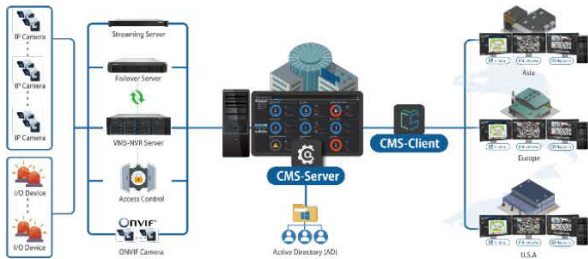 IP Camera
IP Camera
IP Camera
I/O Device
I/O Device
Streaming Server
Failover Server
VMS-NVR Server
Access Control
ONVIF
ONVIF Camera
CMS-Server
Active Directory (AD)
CMS-Client
Asia
Europe
U.S.A